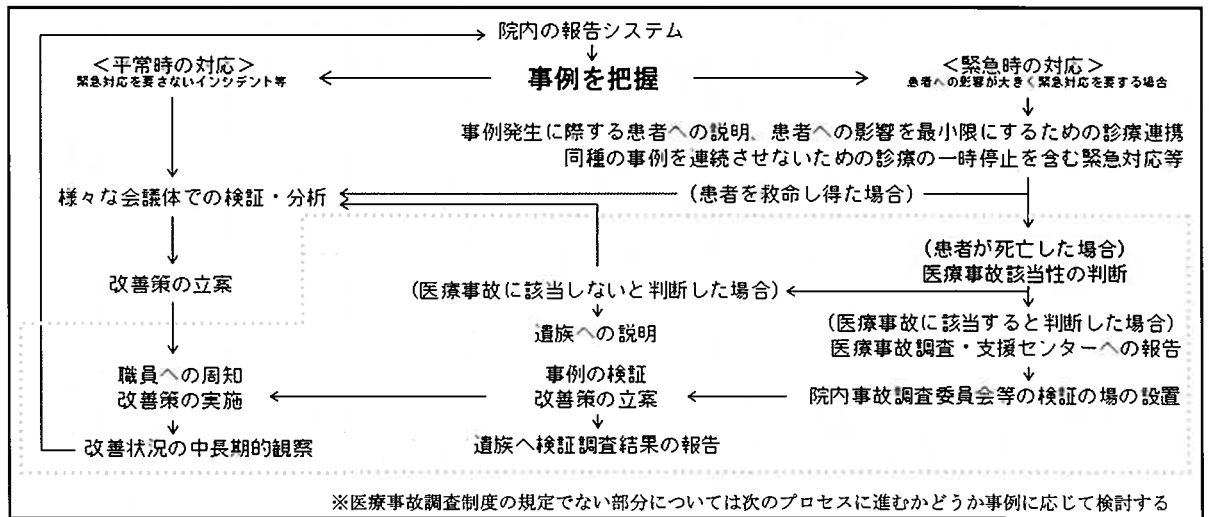 院内の報告システム
<平常時の対応>
緊急対応を要さないインシデント等
事例を把握
<緊急時の対応>
患者への影響が大きく緊急対応を要する場合
事例発生に際する患者への説明、患者への影響を最小限にするための診療連携
同種の事例を連続させないための診療の一時停止を含む緊急対応等
様々な会議体での検証・分析
(患者を救命し得た場合)
(患者が死亡した場合)
医療事故該当性の判断
改善策の立案
(医療事故に該当しないと判断した場合)
遺族への説明
(医療事故に該当すると判断した場合)
医療事故調査・支援センターへの報告
職員への周知
改善策の実施
事例の検証
改善策の立案
院内事故調査委員会等の検証の場の設置
改善状況の中長期的観察
遺族へ検証調査結果の報告
※医療事故調査制度の規定でない部分については次のプロセスに進むかどうか事例に応じて検討する